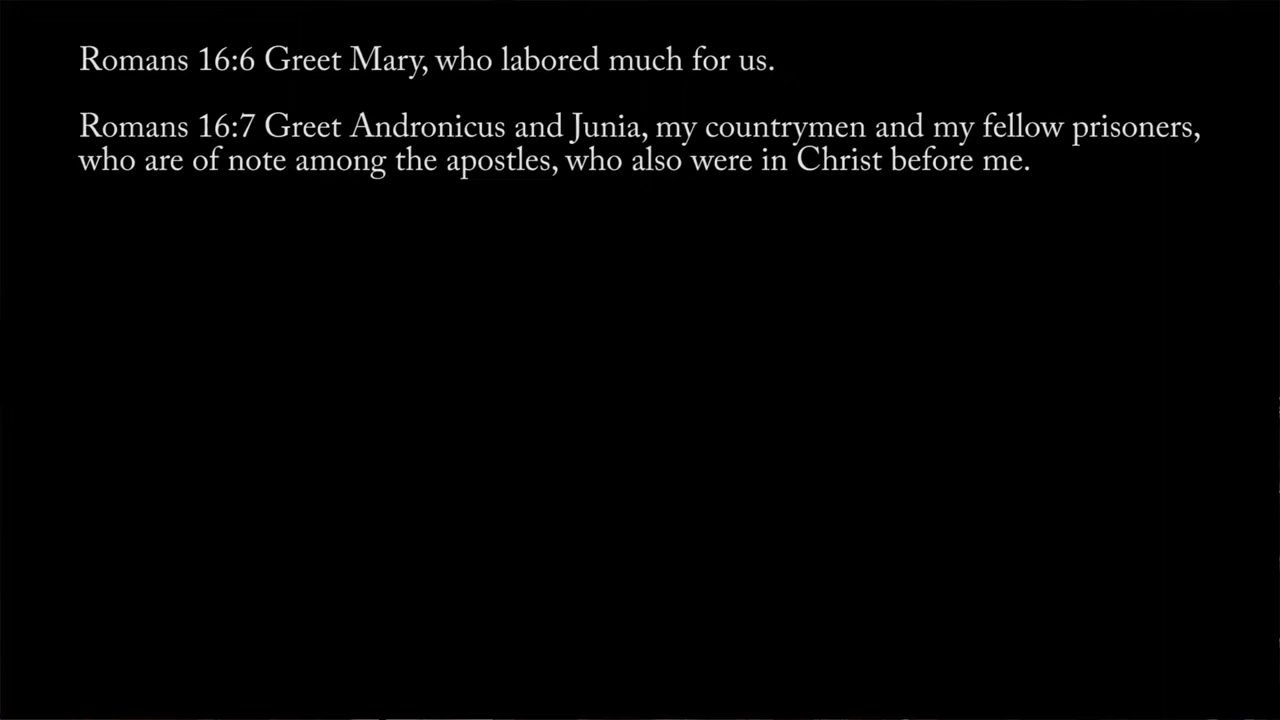 Romans 16:6 Greet Mary, who labored much for us.
Romans 16:7 Greet Andronicus and Junia, my countrymen and my fellow prisoners,
who are of note among the apostles, who also were in Christ before me.